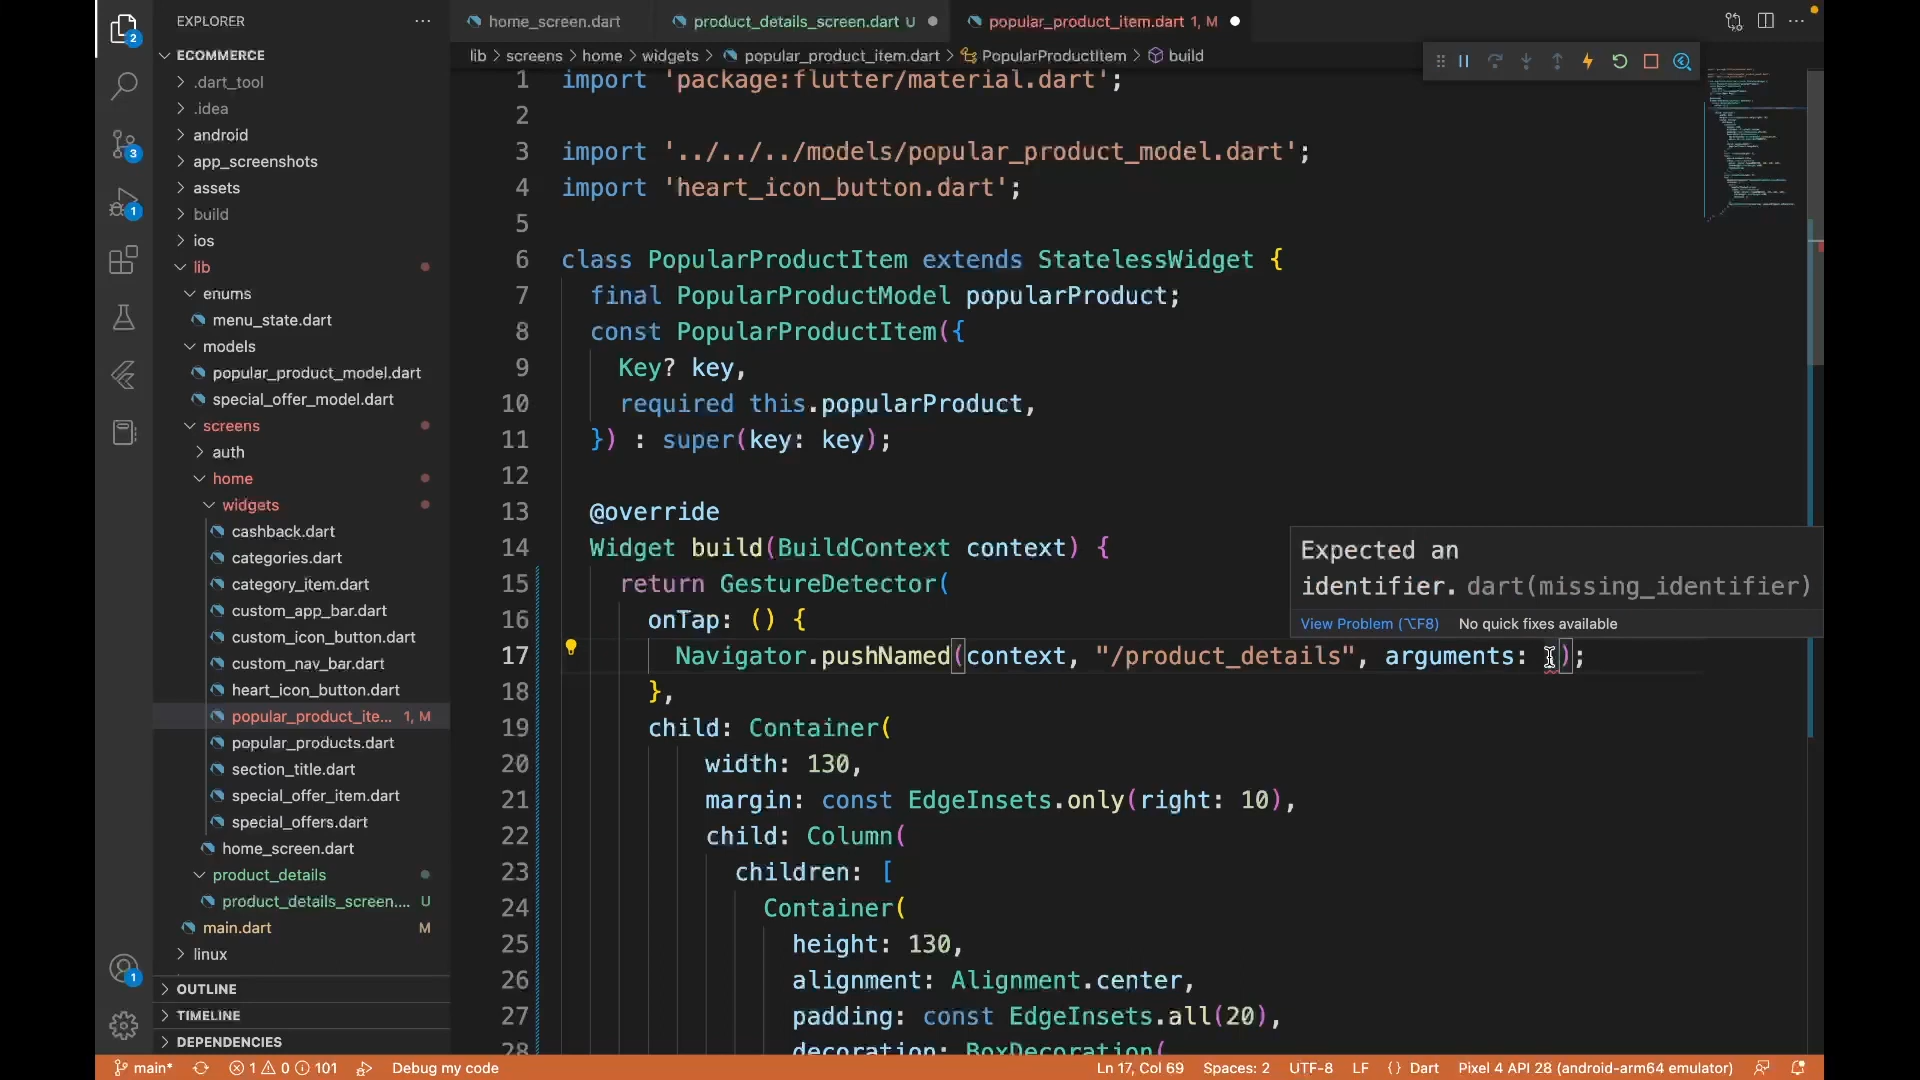 EXPLORER
ECOMMERCE
.dart_tool
.idea
android
app_screenshots
assets
build
ios
lib
enums
menu_state.dart
models
popular_product_model.dart
special_offer_model.dart
screens
auth
home
widgets
cashback.dart
categories.dart
category_item.dart
custom_app_bar.dart
custom_icon_button.dart
custom_nav_bar.dart
heart_icon_button.dart
popular_product_ite... 1, M
popular_products.dart
section_title.dart
special_offer_item.dart
special_offers.dart
home_screen.dart
product_details
product_details_screen.... U
main.dart M
linux
OUTLINE
TIMELINE
DEPENDENCIES
2
3
1
1
home_screen.dart product_details_screen.dart U popular_product_item.dart 1, M
lib > screens > home > widgets > popular_product_item.dart > PopularProductItem > build
1 import 'package:flutter/material.dart';
2
3 import '../../../models/popular_product_model.dart';
4 import 'heart_icon_button.dart';
5
6 class PopularProductItem extends StatelessWidget {
7 final PopularProductModel popularProduct;
8 const PopularProductItem({
9 Key? key,
10 required this.popularProduct,
11 }) : super(key: key);
12
13 @override
14 Widget build(BuildContext context) {
15 return GestureDetector(
16 onTap: () {
17 Navigator.pushNamed(context, "/product_details", arguments: );
18 },
19 child: Container(
20 width: 130,
21 margin: const EdgeInsets.only(right: 10),
22 child: Column(
23 children: [
24 Container(
25 height: 130,
26 alignment: Alignment.center,
27 padding: const EdgeInsets.all(20),
28 decoration: BoxDecoration(
Expected an
identifier. dart(missing_identifier)
View Problem (⌥F8) No quick fixes available
main* 1 0 101 Debug my code Ln 17, Col 69 Spaces: 2 UTF-8 LF {} Dart Pixel 4 API 28 (android-arm64 emulator)